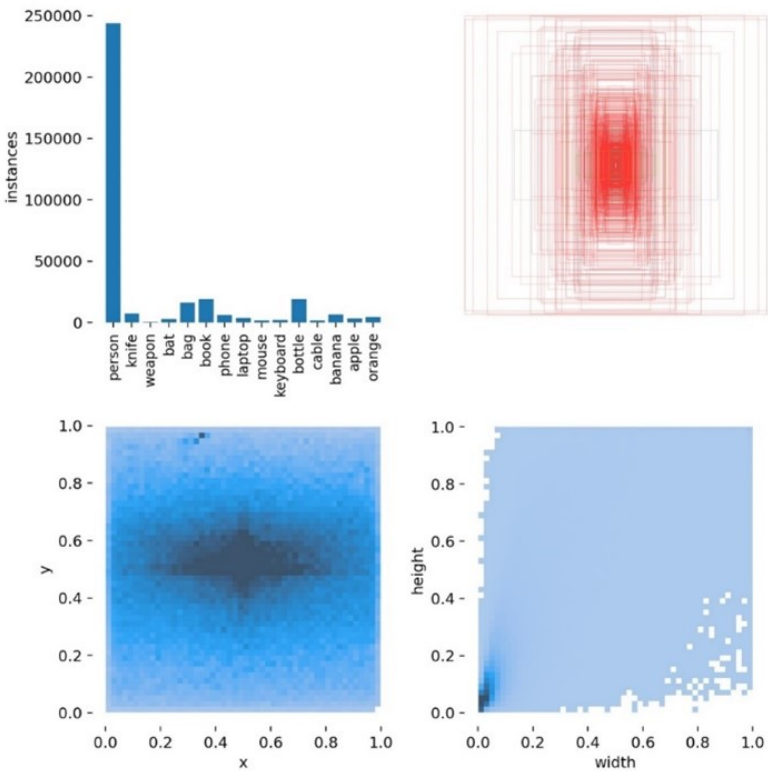 250000
200000
150000
100000
50000
0
instances
person
knife
weapon
bat
bag
book
phone
laptop
mouse
keyboard
bottle
cable
banana
apple
orange
1.0
0.8
0.6
0.4
0.2
0.0
y
0.0 0.2 0.4 0.6 0.8 1.0
x
1.0
0.8
0.6
0.4
0.2
0.0
height
0.0 0.2 0.4 0.6 0.8 1.0
width